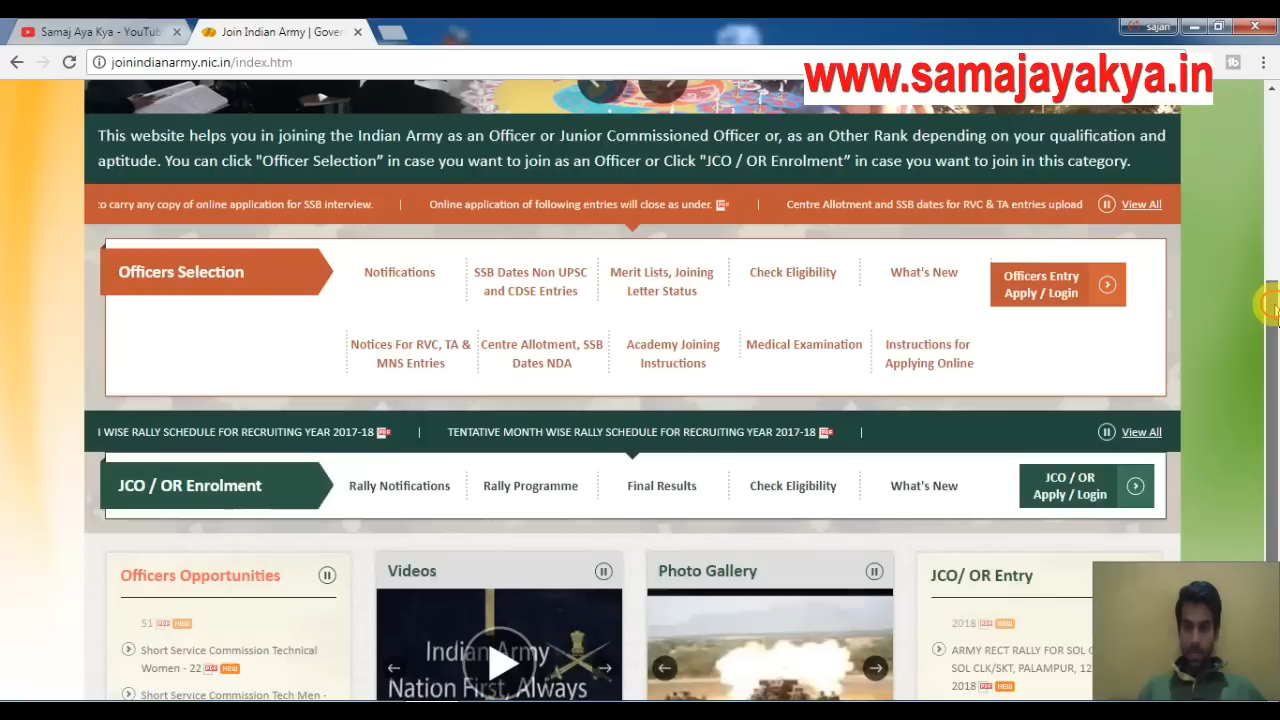 Samaj Aya Kya - YouTub
Join Indian Army | Gover
sajan
joinindianarmy.nic.in/index.htm
www.samajayakya.in
This website helps you in joining the Indian Army as an Officer or Junior Commissioned Officer or, as an Other Rank depending on your qualification and
aptitude. You can click "Officer Selection" in case you want to join as an Officer or Click "JCO / OR Enrolment" in case you want to join in this category.
to carry any copy of online application for SSB interview. | Online application of following entries will close as under. | Centre Allotment and SSB dates for RVC & TA entries upload View All
Officers Selection
Notifications
SSB Dates Non UPSC
and CDSE Entries
Merit Lists, Joining
Letter Status
Check Eligibility
What's New
Officers Entry
Apply / Login
Notices For RVC, TA &
MNS Entries
Centre Allotment, SSB
Dates NDA
Academy Joining
Instructions
Medical Examination
Instructions for
Applying Online
I WISE RALLY SCHEDULE FOR RECRUITING YEAR 2017-18 | TENTATIVE MONTH WISE RALLY SCHEDULE FOR RECRUITING YEAR 2017-18 | View All
JCO / OR Enrolment
Rally Notifications
Rally Programme
Final Results
Check Eligibility
What's New
JCO / OR
Apply / Login
Officers Opportunities
51 NEW
Short Service Commission Technical
Women - 22 NEW
Short Service Commission Tech Men -
Videos
Indian Army
Nation First, Always
Photo Gallery
JCO/ OR Entry
2018 NEW
ARMY RECT RALLY FOR SOL
SOL CLK/SKT, PALAMPUR, 12
2018 NEW